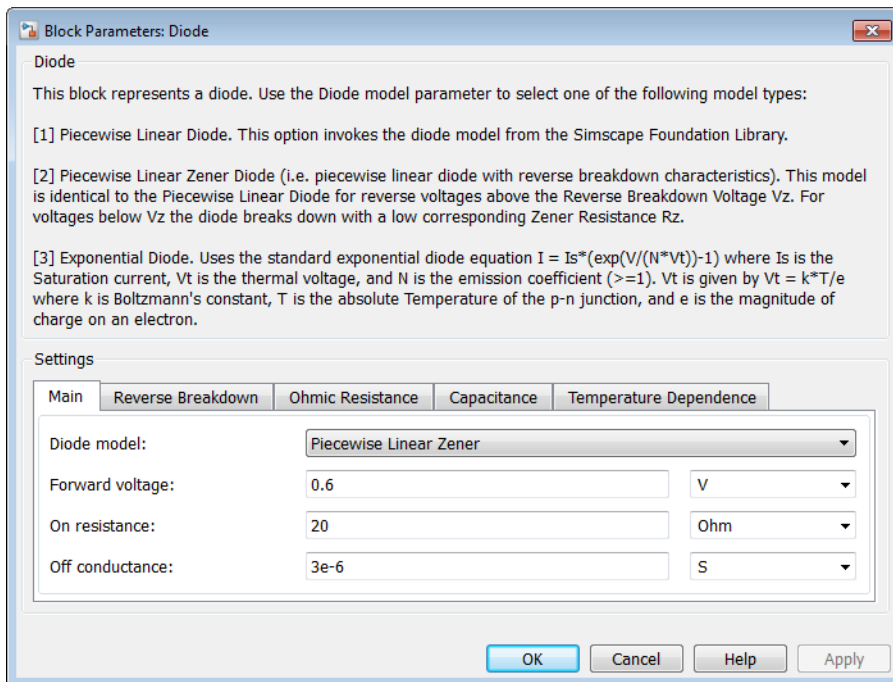 Block Parameters: Diode
Diode
This block represents a diode. Use the Diode model parameter to select one of the following model types:
[1] Piecewise Linear Diode. This option invokes the diode model from the Simscape Foundation Library.
[2] Piecewise Linear Zener Diode (i.e. piecewise linear diode with reverse breakdown characteristics). This model
is identical to the Piecewise Linear Diode for reverse voltages above the Reverse Breakdown Voltage Vz. For
voltages below Vz the diode breaks down with a low corresponding Zener Resistance Rz.
[3] Exponential Diode. Uses the standard exponential diode equation I = Is*(exp(V/(N*Vt))-1) where Is is the
Saturation current, Vt is the thermal voltage, and N is the emission coefficient (>=1). Vt is given by Vt = k*T/e
where k is Boltzmann's constant, T is the absolute Temperature of the p-n junction, and e is the magnitude of
charge on an electron.
Settings
Main Reverse Breakdown Ohmic Resistance Capacitance Temperature Dependence
Diode model: Piecewise Linear Zener
Forward voltage: 0.6 V
On resistance: 20 Ohm
Off conductance: 3e-6 S
OK Cancel Help Apply